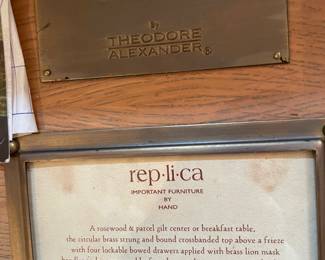 by
THEODORE
ALEXANDER®
rep·li·ca
IMPORTANT FURNITURE
BY
HAND
A rosewood & parcel gilt center or breakfast table,
the circular brass strung and bound crossbanded top above a frieze
with four lockable bowed drawers applied with brass lion mask